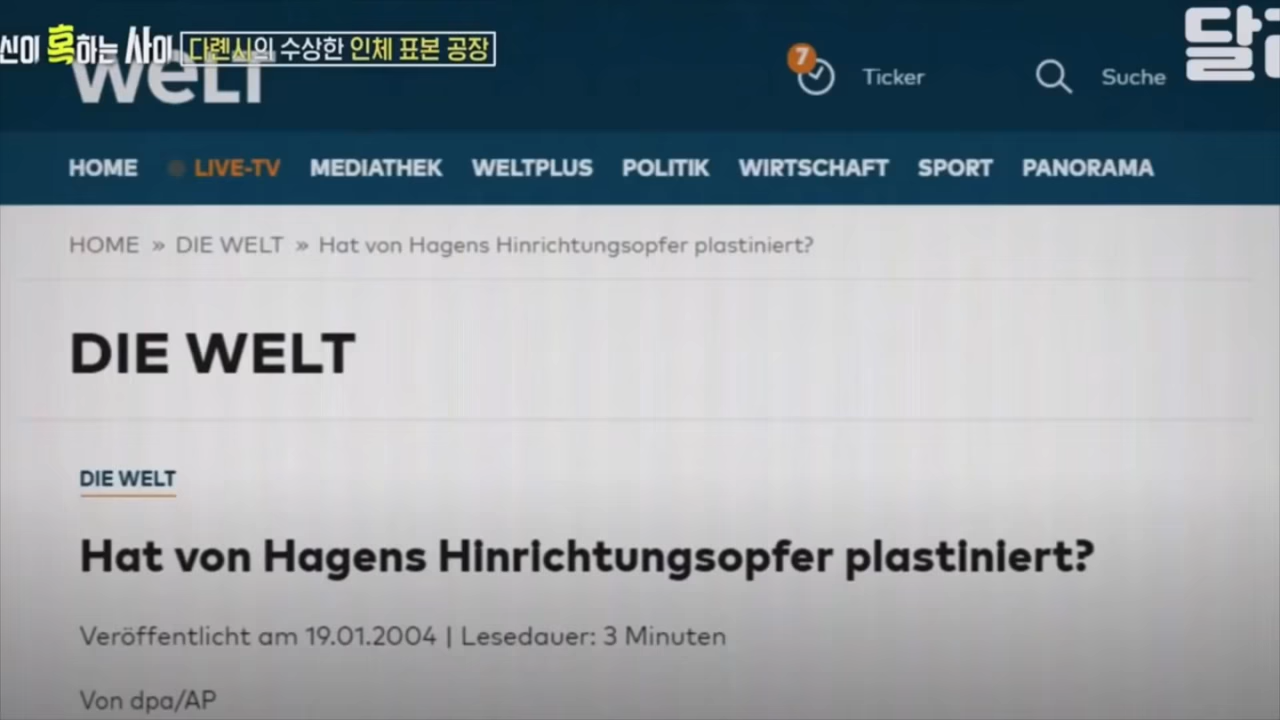 신이 혹하는 사이 다롄시의 수상한 인체 표본 공장
welt
7
Ticker
Suche
달
HOME LIVE-TV MEDIATHEK WELTPLUS POLITIK WIRTSCHAFT SPORT PANORAMA
HOME » DIE WELT » Hat von Hagens Hinrichtungsopfer plastiniert?
DIE WELT
DIE WELT
Hat von Hagens Hinrichtungsopfer plastiniert?
Veröffentlicht am 19.01.2004 | Lesedauer: 3 Minuten
Von dpa/AP